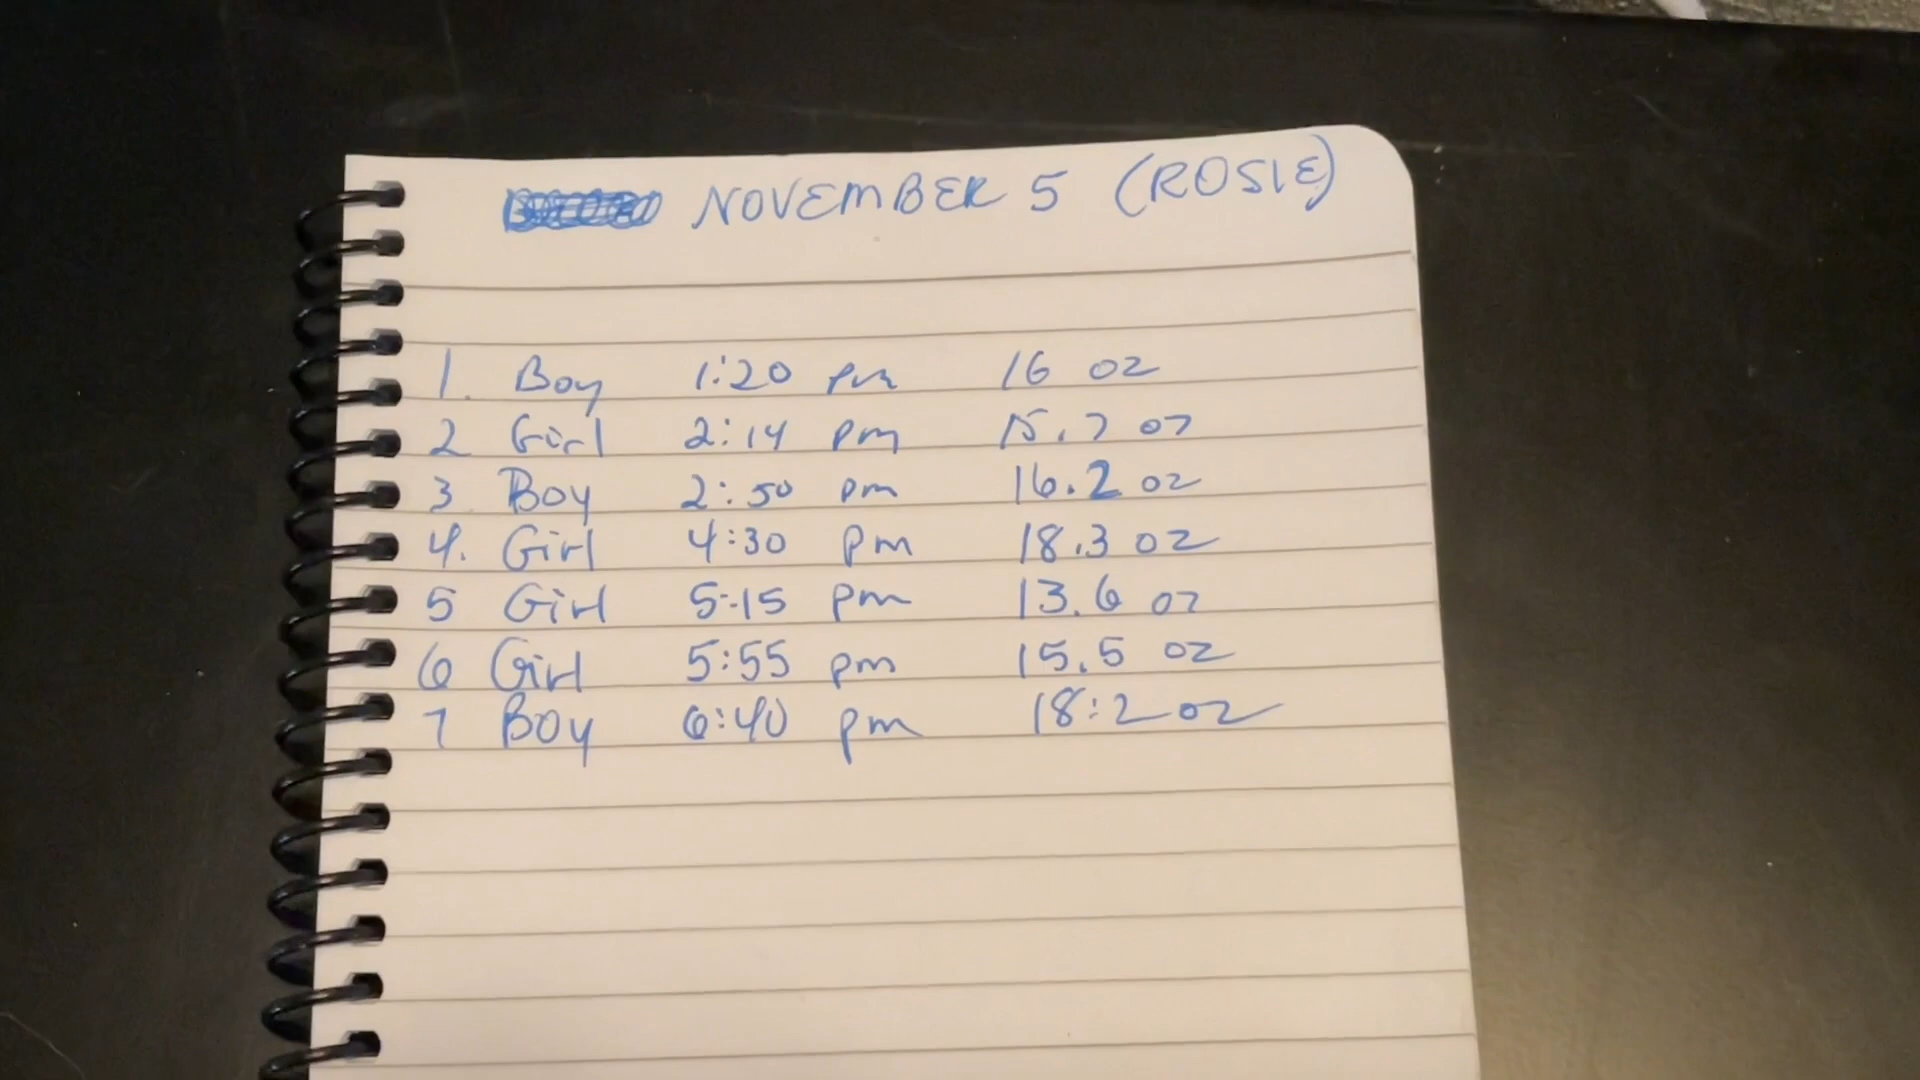 NOVEMBER 5 (ROSIE)
1. Boy 1:20 pm 16 oz
2 Girl 2:14 pm 15.7 oz
3 Boy 2:50 pm 16.2 oz
4. Girl 4:30 pm 18.3 oz
5 Girl 5:15 pm 13.6 oz
6 Girl 5:55 pm 15.5 oz
7 Boy 6:40 pm 18:2 oz